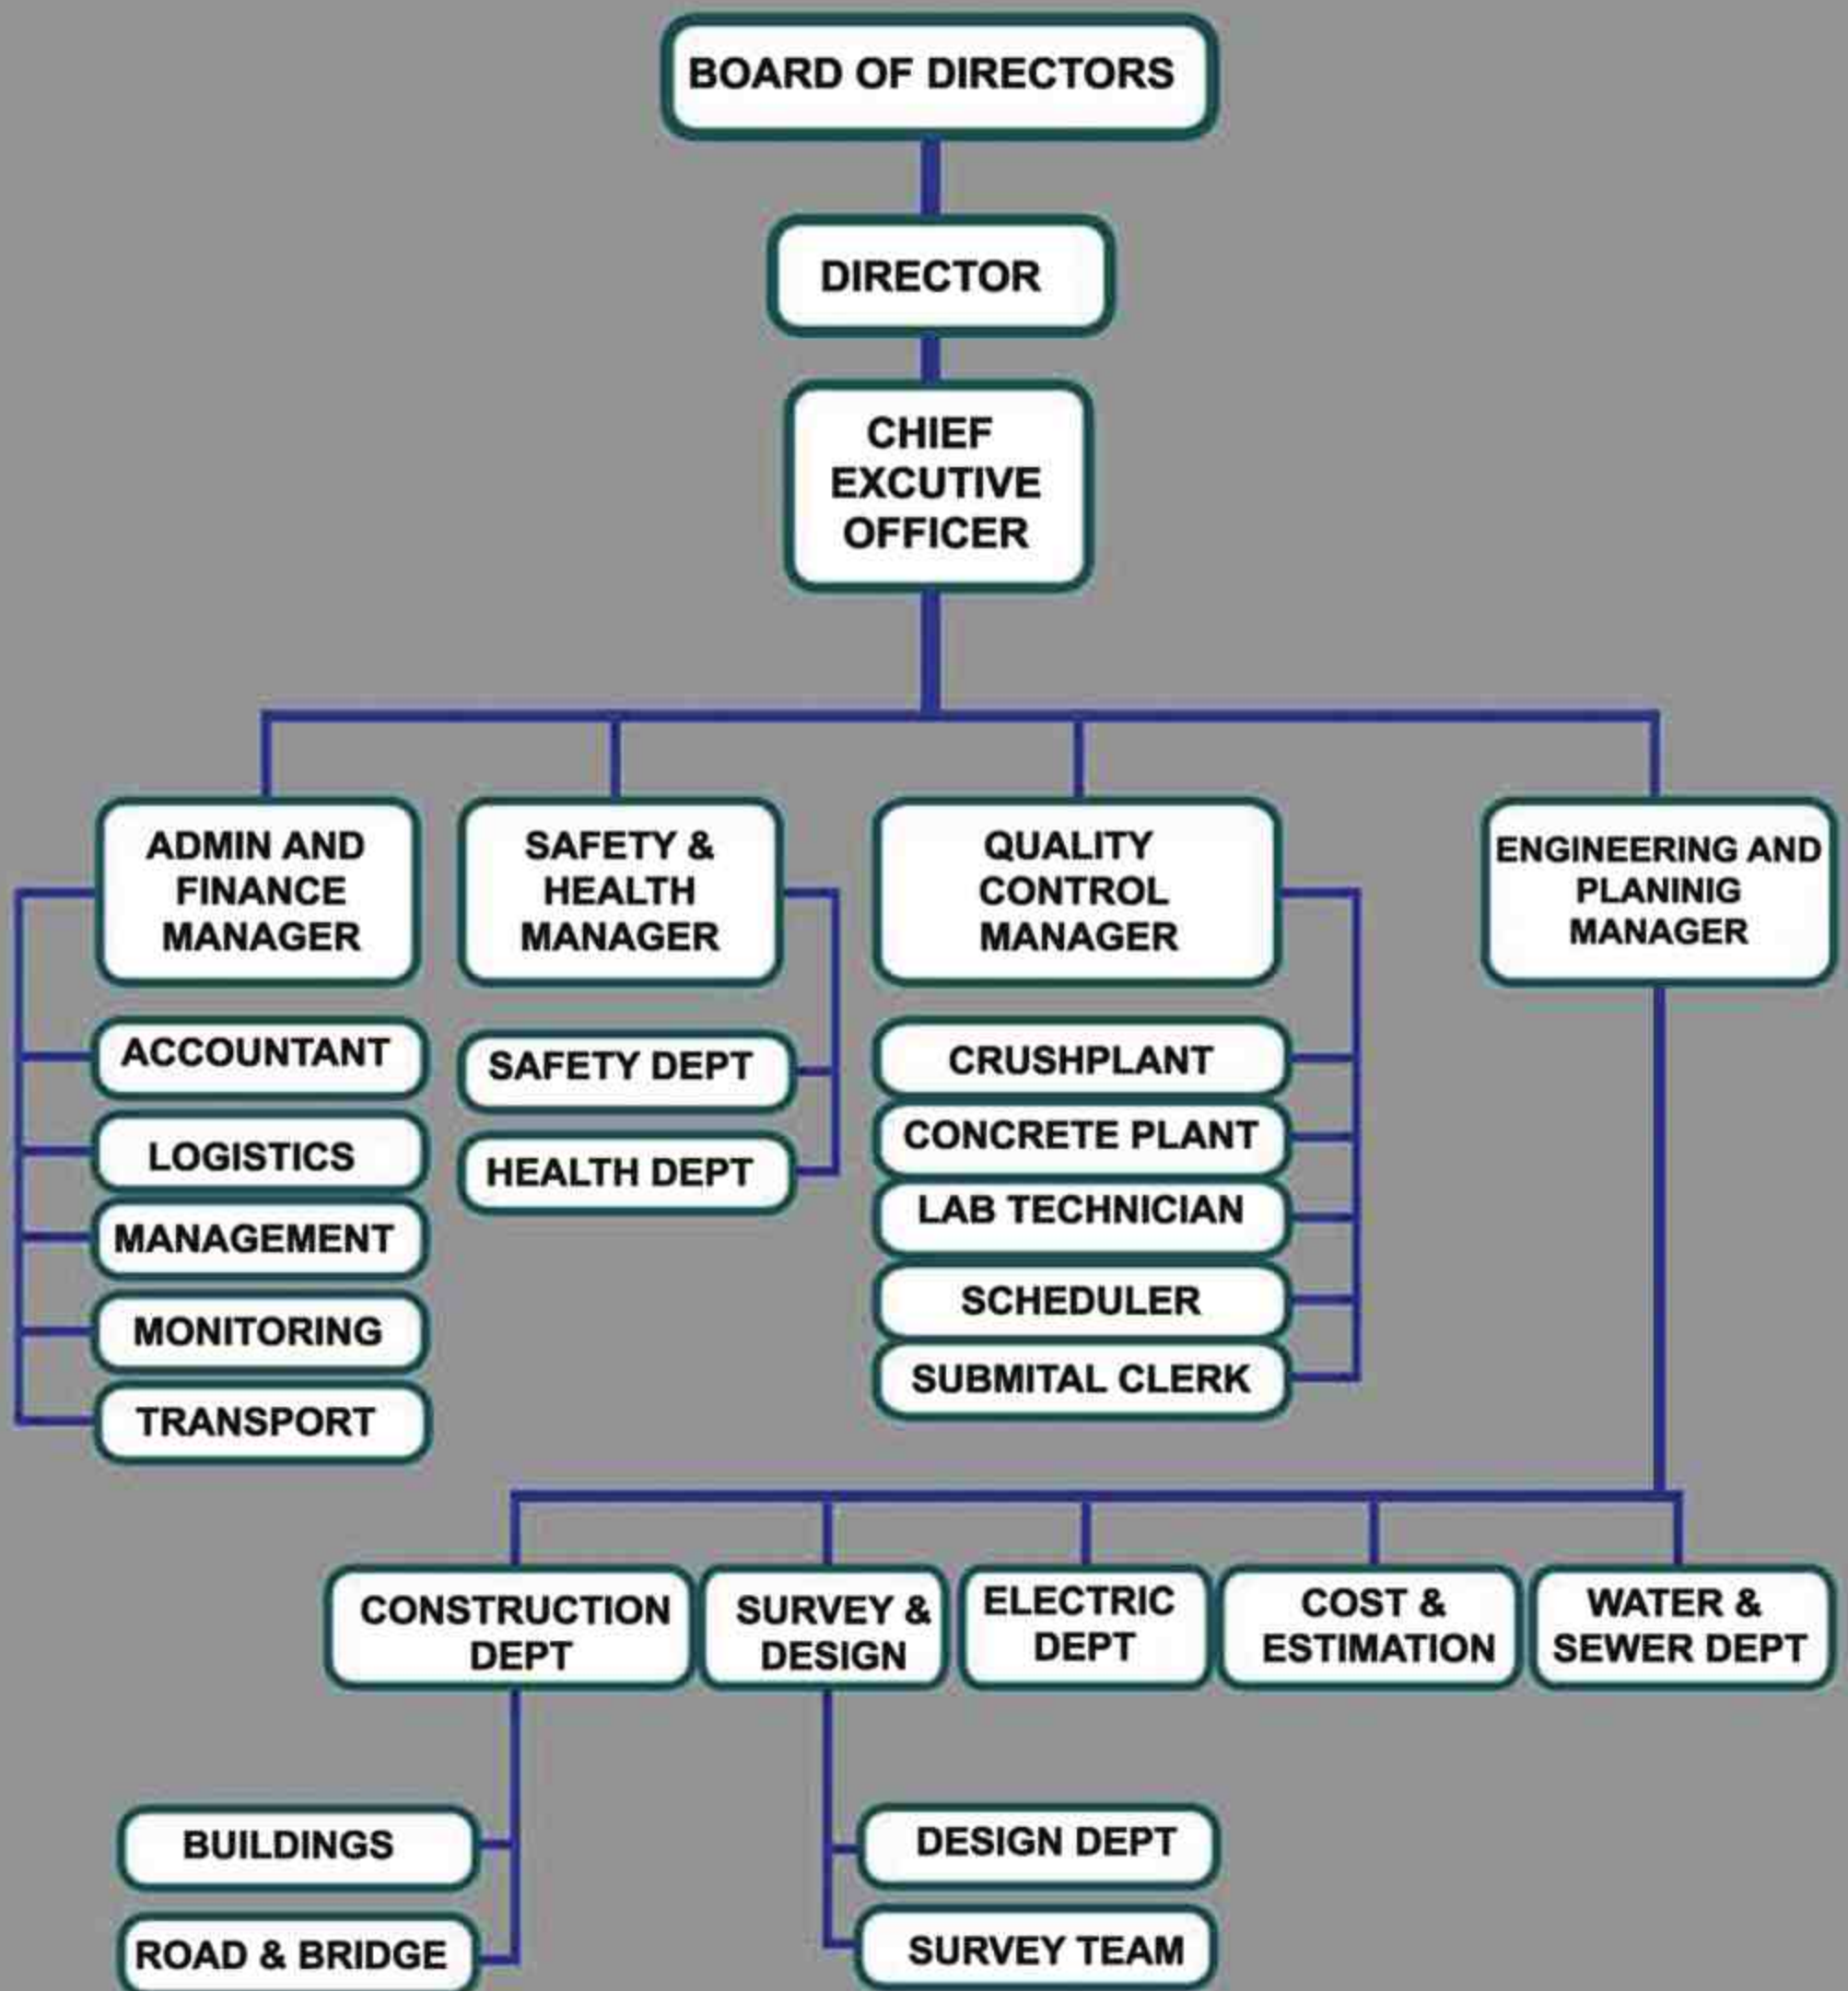 BOARD OF DIRECTORS
DIRECTOR
CHIEF
EXCUTIVE
OFFICER
ADMIN AND
FINANCE
MANAGER
SAFETY &
HEALTH
MANAGER
QUALITY
CONTROL
MANAGER
ENGINEERING AND
PLANINIG
MANAGER
ACCOUNTANT
LOGISTICS
MANAGEMENT
MONITORING
TRANSPORT
SAFETY DEPT
HEALTH DEPT
CRUSHPLANT
CONCRETE PLANT
LAB TECHNICIAN
SCHEDULER
SUBMITAL CLERK
CONSTRUCTION
DEPT
SURVEY &
DESIGN
ELECTRIC
DEPT
COST &
ESTIMATION
WATER &
SEWER DEPT
BUILDINGS
ROAD & BRIDGE
DESIGN DEPT
SURVEY TEAM